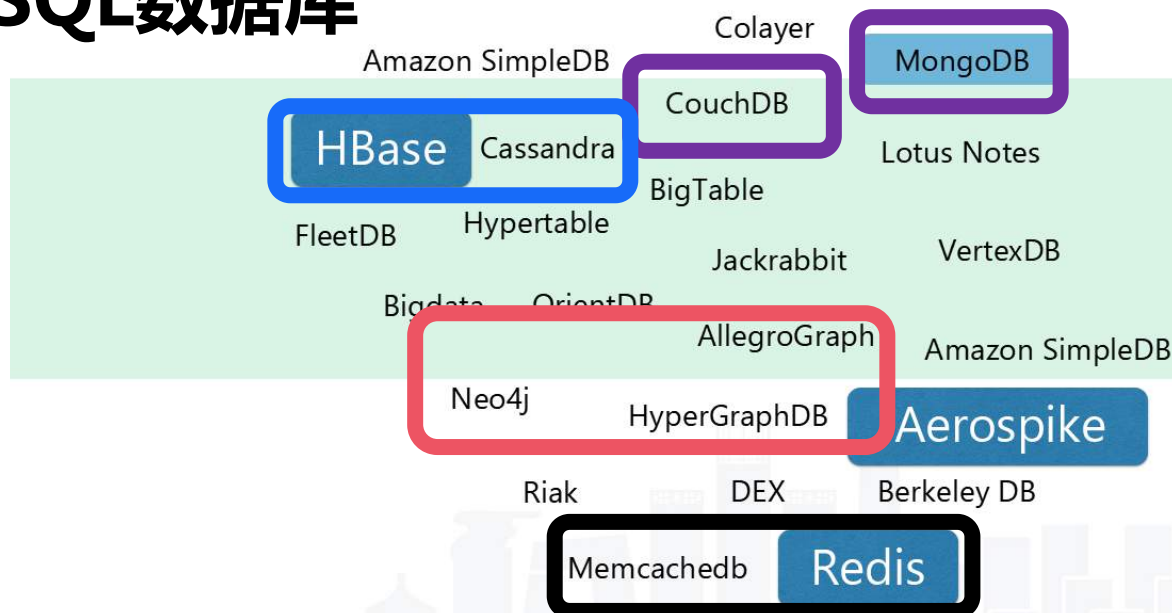 SQL数据库
Colayer
Amazon SimpleDB
MongoDB
CouchDB
HBase
Cassandra
Lotus Notes
BigTable
Hypertable
FleetDB
VertexDB
Jackrabbit
Bigdata
OrientDB
AllegroGraph
Amazon SimpleDB
Neo4j
HyperGraphDB
Aerospike
Riak
DEX
Berkeley DB
Memcachedb
Redis